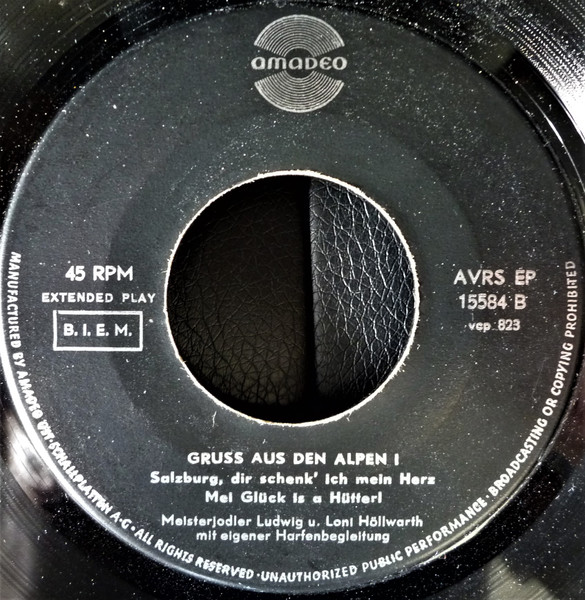 amadeo
45 RPM
EXTENDED PLAY
B.I.E.M.
AVRS EP
15584 B
vcp 823
GRUSS AUS DEN ALPEN I
Salzburg, dir schenk' ich mein Herz
Mei Glück is a Hütterl
Meisterjodler Ludwig u. Loni Höllwarth
mit eigener Harfenbegleitung
MANUFACTURED BY AMADEO ÖST. SCHALLPLATTEN A·G · ALL RIGHTS RESERVED · UNAUTHORIZED PUBLIC PERFORMANCE · BROADCASTING OR COPYING PROHIBITED